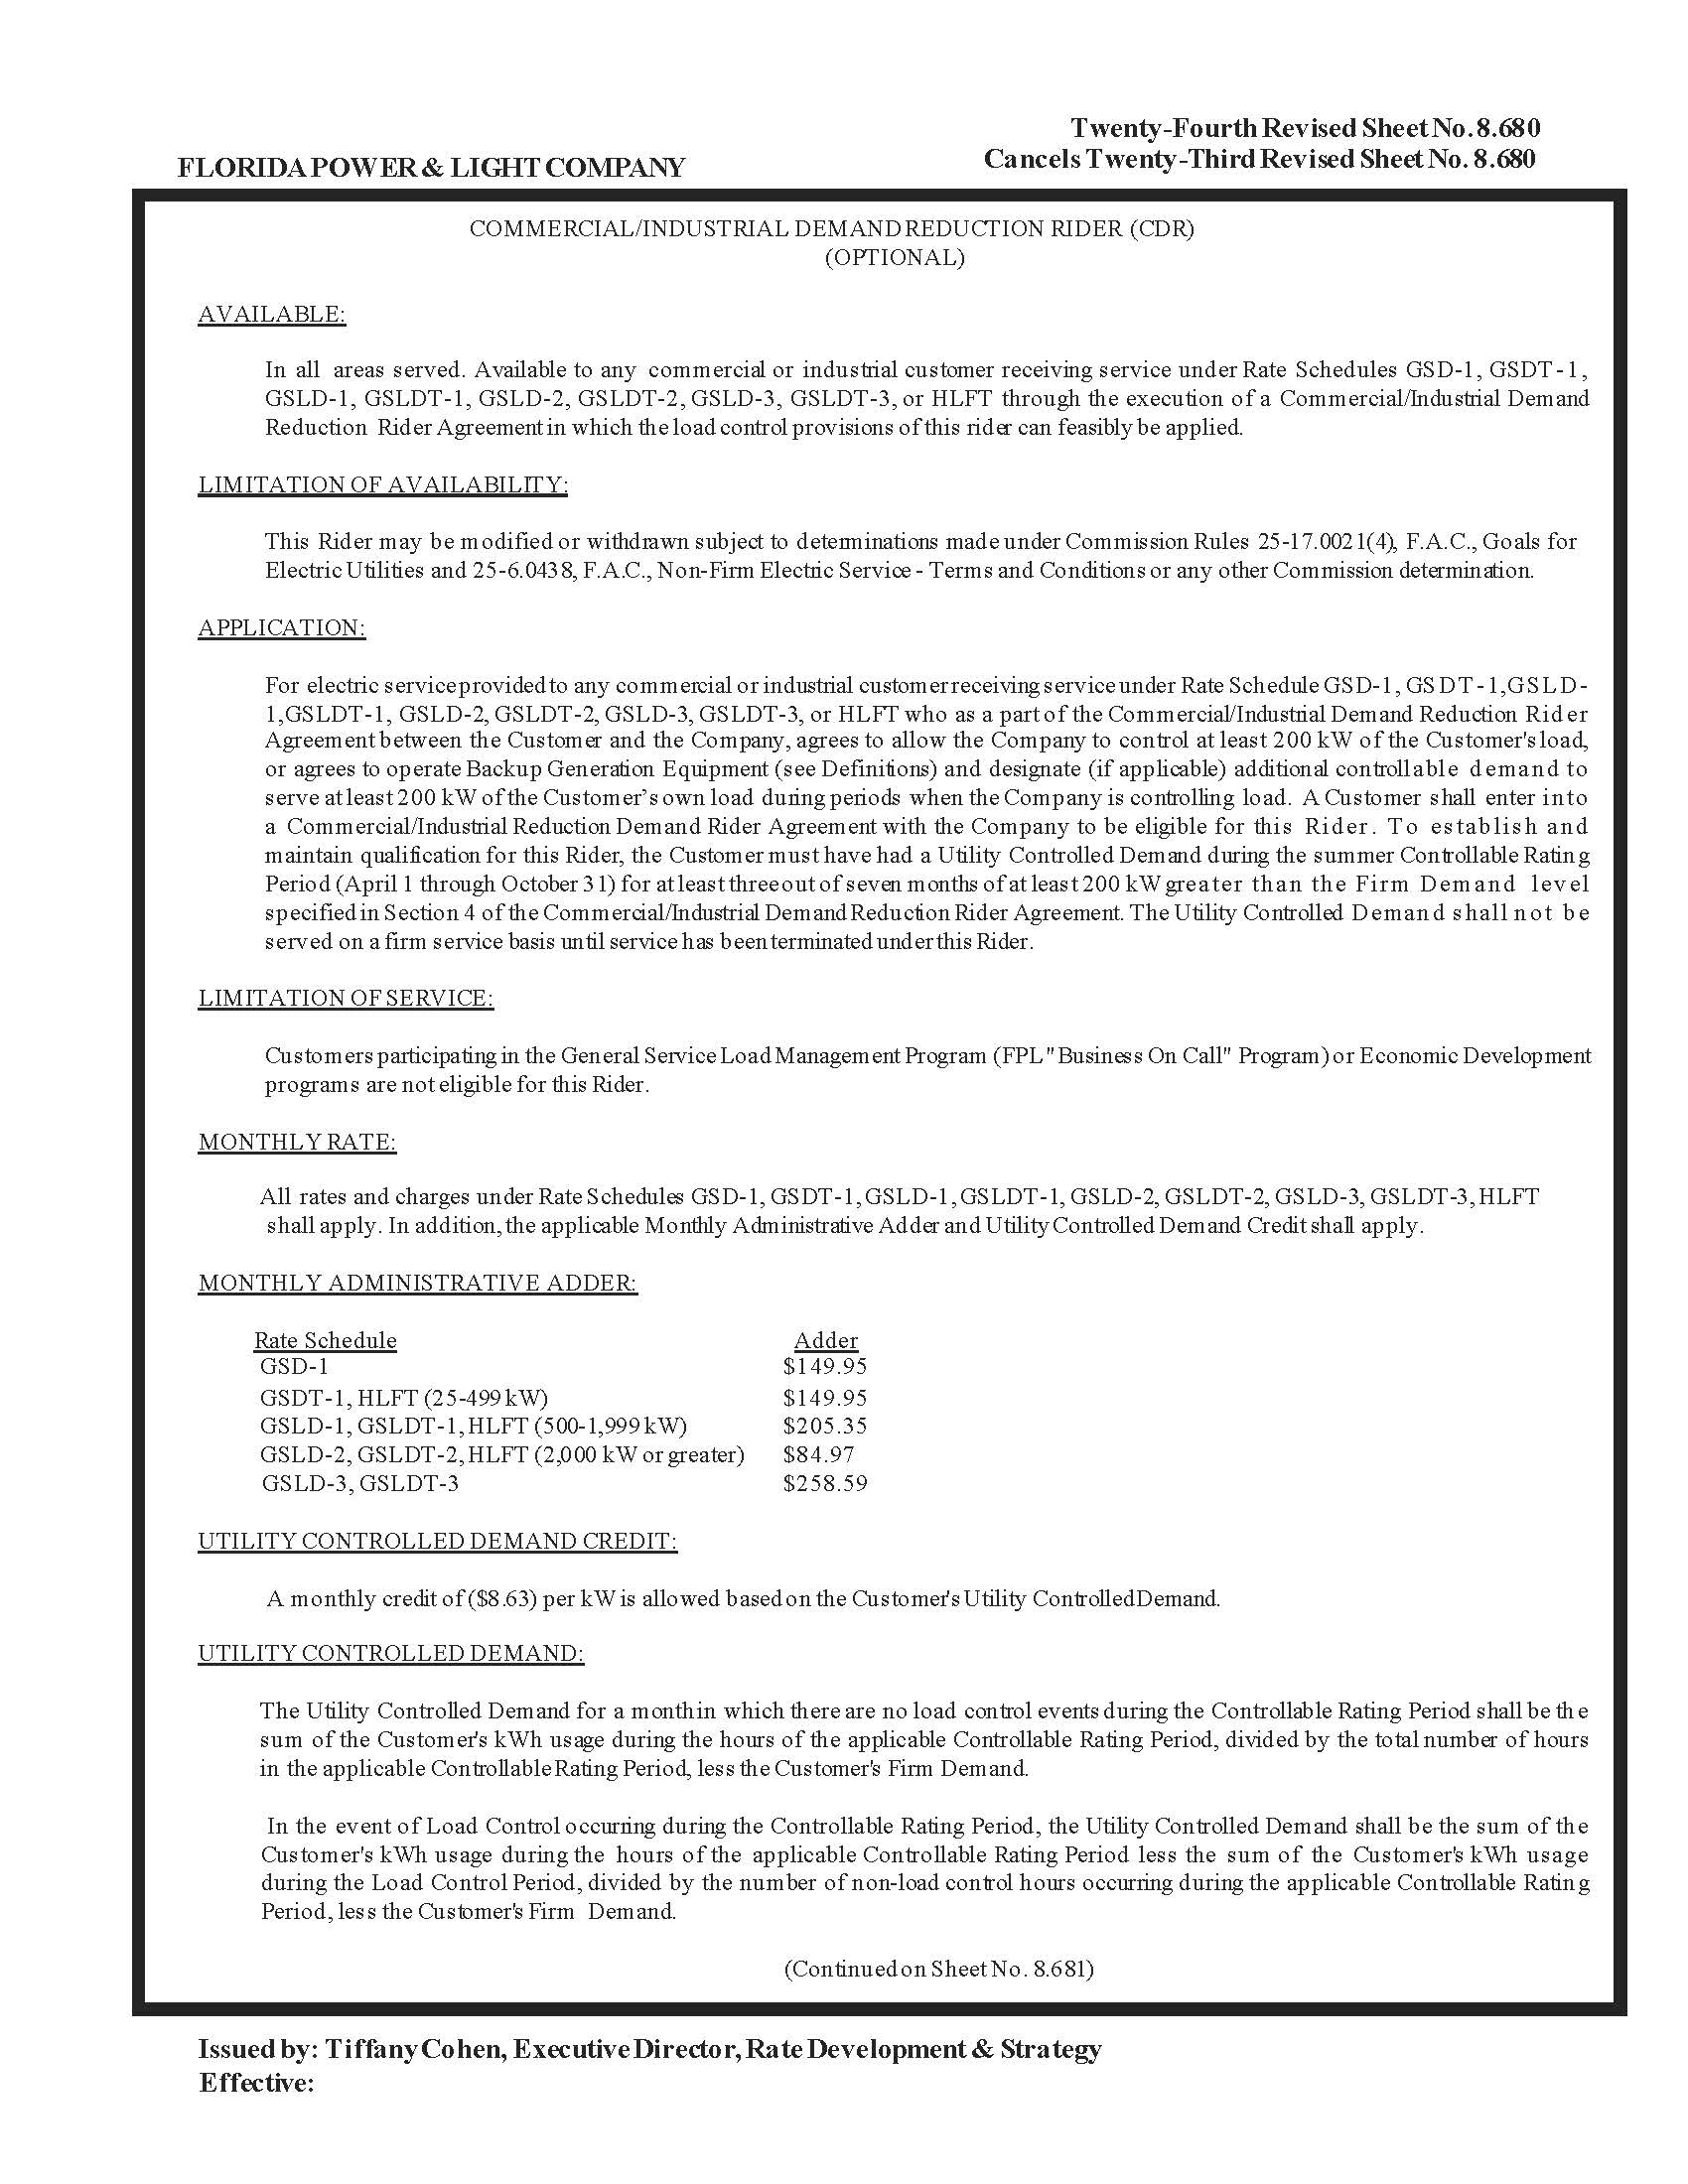 Twenty-Fourth Revised Sheet No. 8.680
FLORIDA POWER & LIGHT COMPANY
Cancels Twenty-Third Revised Sheet No. 8.680
COMMERCIAL/INDUSTRIAL DEMAND REDUCTION RIDER (CDR)
(OPTIONAL)
AVAILABLE:
In all areas served. Available to any commercial or industrial customer receiving service under Rate Schedules GSD-1, GSDT-1,
GSLD-1, GSLDT-1, GSLD-2, GSLDT-2, GSLD-3, GSLDT-3, or HLFT through the execution of a Commercial/Industrial Demand
Reduction Rider Agreement in which the load control provisions of this rider can feasibly be applied.
LIMITATION OF AVAILABILITY:
This Rider may be modified or withdrawn subject to determinations made under Commission Rules 25-17.0021(4), F.A.C., Goals for
Electric Utilities and 25-6.0438, F.A.C., Non-Firm Electric Service - Terms and Conditions or any other Commission determination.
APPLICATION:
For electric service provided to any commercial or industrial customer receiving service under Rate Schedule GSD-1, GSDT-1,GSLD-
1,GSLDT-1, GSLD-2, GSLDT-2, GSLD-3, GSLDT-3, or HLFT who as a part of the Commercial/Industrial Demand Reduction Rider
Agreement between the Customer and the Company, agrees to allow the Company to control at least 200 kW of the Customer's load,
or agrees to operate Backup Generation Equipment (see Definitions) and designate (if applicable) additional controllable demand to
serve at least 200 kW of the Customer’s own load during periods when the Company is controlling load. A Customer shall enter into
a Commercial/Industrial Reduction Demand Rider Agreement with the Company to be eligible for this Rider. To establish and
maintain qualification for this Rider, the Customer must have had a Utility Controlled Demand during the summer Controllable Rating
Period (April 1 through October 31) for at least three out of seven months of at least 200 kW greater than the Firm Demand level
specified in Section 4 of the Commercial/Industrial Demand Reduction Rider Agreement. The Utility Controlled Demand shall not be
served on a firm service basis until service has been terminated under this Rider.
LIMITATION OF SERVICE:
Customers participating in the General Service Load Management Program (FPL "Business On Call" Program) or Economic Development
programs are not eligible for this Rider.
MONTHLY RATE:
All rates and charges under Rate Schedules GSD-1, GSDT-1, GSLD-1, GSLDT-1, GSLD-2, GSLDT-2, GSLD-3, GSLDT-3, HLFT
shall apply. In addition, the applicable Monthly Administrative Adder and Utility Controlled Demand Credit shall apply.
MONTHLY ADMINISTRATIVE ADDER:
Rate Schedule Adder
GSD-1 $149.95
GSDT-1, HLFT (25-499 kW) $149.95
GSLD-1, GSLDT-1, HLFT (500-1,999 kW) $205.35
GSLD-2, GSLDT-2, HLFT (2,000 kW or greater) $84.97
GSLD-3, GSLDT-3 $258.59
UTILITY CONTROLLED DEMAND CREDIT:
A monthly credit of ($8.63) per kW is allowed based on the Customer's Utility Controlled Demand.
UTILITY CONTROLLED DEMAND:
The Utility Controlled Demand for a month in which there are no load control events during the Controllable Rating Period shall be the
sum of the Customer's kWh usage during the hours of the applicable Controllable Rating Period, divided by the total number of hours
in the applicable Controllable Rating Period, less the Customer's Firm Demand.
In the event of Load Control occurring during the Controllable Rating Period, the Utility Controlled Demand shall be the sum of the
Customer's kWh usage during the hours of the applicable Controllable Rating Period less the sum of the Customer's kWh usage
during the Load Control Period, divided by the number of non-load control hours occurring during the applicable Controllable Rating
Period, less the Customer's Firm Demand.
(Continued on Sheet No. 8.681)
Issued by: Tiffany Cohen, Executive Director, Rate Development & Strategy
Effective: